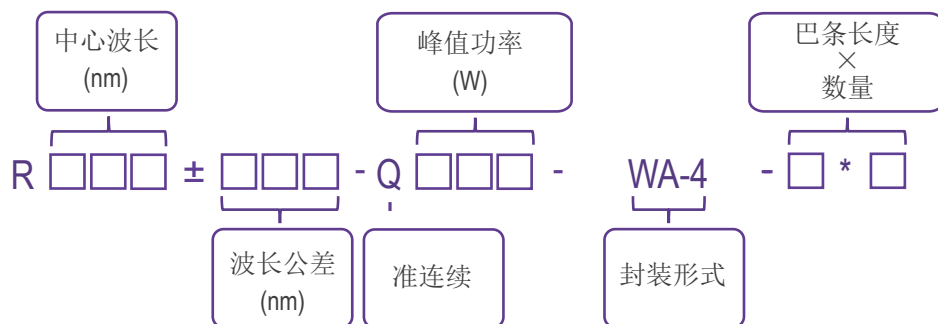 中心波长
(nm)
峰值功率
(W)
巴条长度
×
数量
R □□□ ± □□□ - Q □□□ - WA-4 - □ * □
波长公差
(nm)
准连续
封装形式